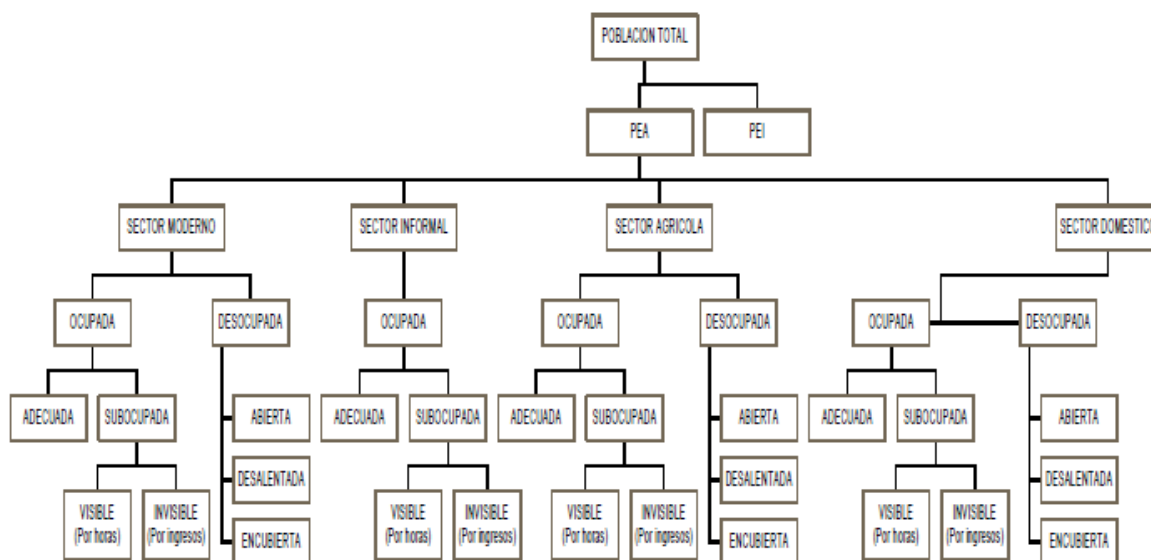 POBLACION TOTAL
PEA
PEI
SECTOR MODERNO
SECTOR INFORMAL
SECTOR AGRICOLA
SECTOR DOMESTICO
OCUPADA
DESOCUPADA
OCUPADA
OCUPADA
DESOCUPADA
OCUPADA
DESOCUPADA
ADECUADA
SUBOCUPADA
ABIERTA
ADECUADA
SUBOCUPADA
ADECUADA
SUBOCUPADA
ABIERTA
ADECUADA
SUBOCUPADA
ABIERTA
DESALENTADA
DESALENTADA
DESALENTADA
VISIBLE
(Por horas)
INVISIBLE
(Por ingresos)
ENCUBIERTA
VISIBLE
(Por horas)
INVISIBLE
(Por ingresos)
VISIBLE
(Por horas)
INVISIBLE
(Por ingresos)
ENCUBIERTA
VISIBLE
(Por horas)
INVISIBLE
(Por ingresos)
ENCUBIERTA